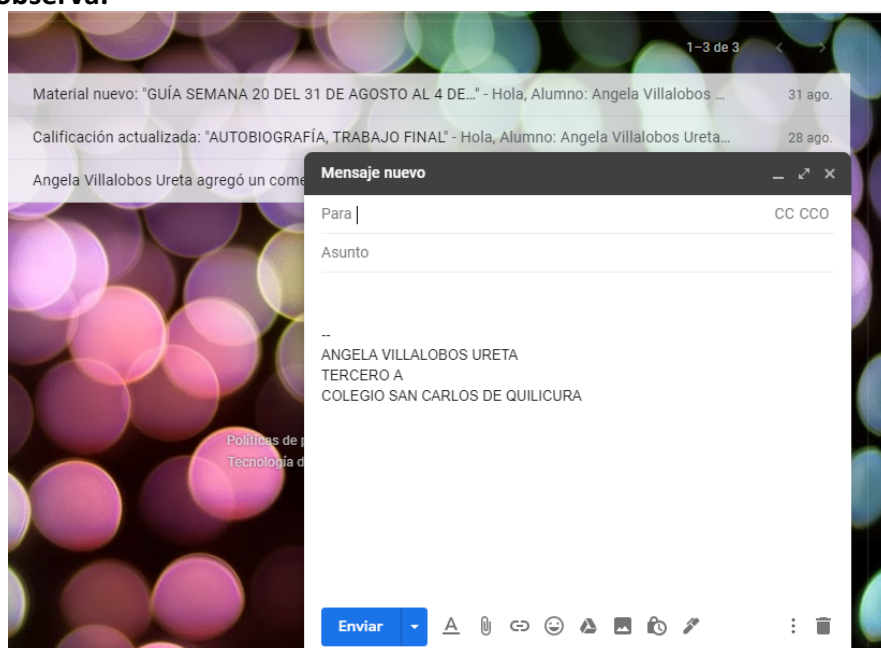 observa:
1–3 de 3
Material nuevo: "GUÍA SEMANA 20 DEL 31 DE AGOSTO AL 4 DE…" - Hola, Alumno: Angela Villalobos … 31 ago.
Calificación actualizada: "AUTOBIOGRAFÍA, TRABAJO FINAL" - Hola, Alumno: Angela Villalobos Ureta… 28 ago.
Angela Villalobos Ureta agregó un come
Mensaje nuevo
Para CC CCO
Asunto
--
ANGELA VILLALOBOS URETA
TERCERO A
COLEGIO SAN CARLOS DE QUILICURA
Políticas de p
Tecnología d
Enviar